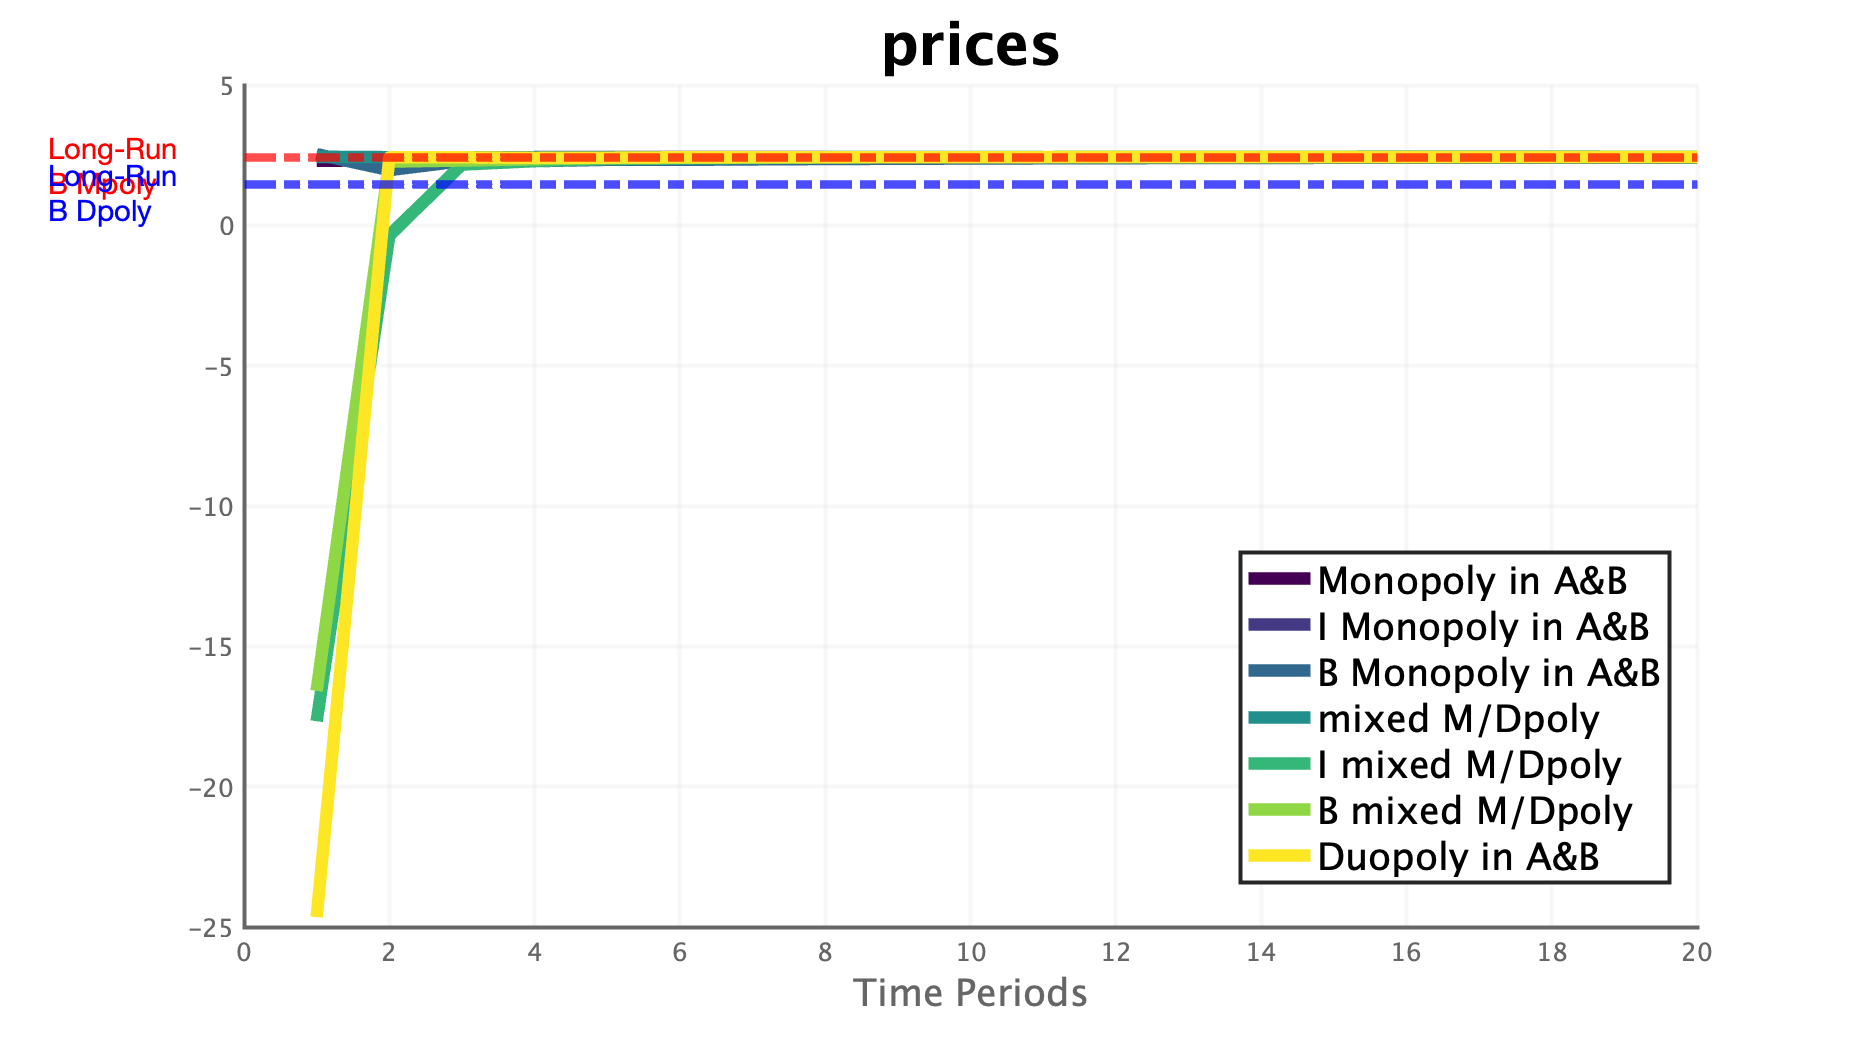 prices
5
0
−5
−10
−15
−20
−25
Long-Run
B Mpoly
Long-Run
B Dpoly
0 2 4 6 8 10 12 14 16 18 20
Time Periods
Monopoly in A&B
I Monopoly in A&B
B Monopoly in A&B
mixed M/Dpoly
I mixed M/Dpoly
B mixed M/Dpoly
Duopoly in A&B